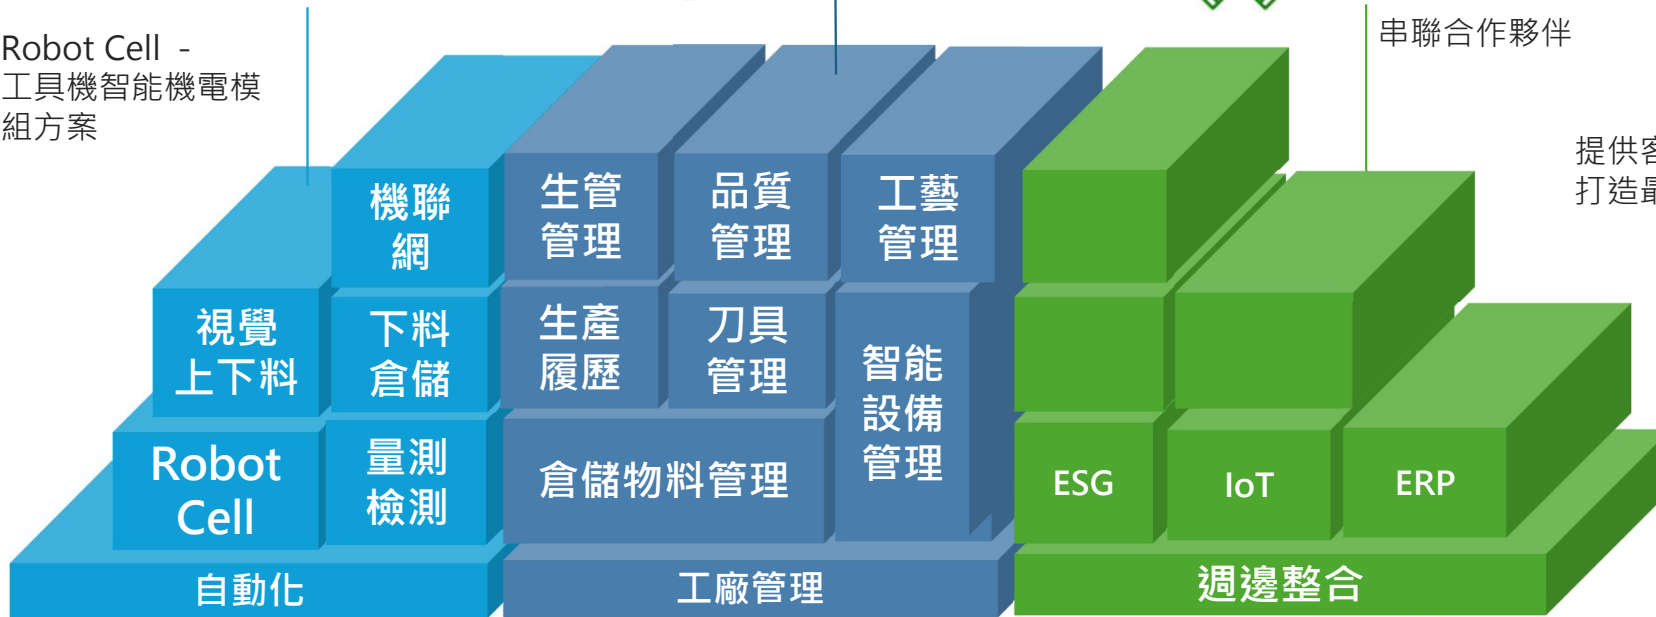 Robot Cell -
工具機智能機電模
組方案
串聯合作夥伴
提供客
打造最
機聯
網
生管
管理
品質
管理
工藝
管理
視覺
上下料
下料
倉儲
生產
履歷
刀具
管理
智能
設備
管理
Robot
Cell
量測
檢測
倉儲物料管理
ESG
IoT
ERP
自動化
工廠管理
週邊整合